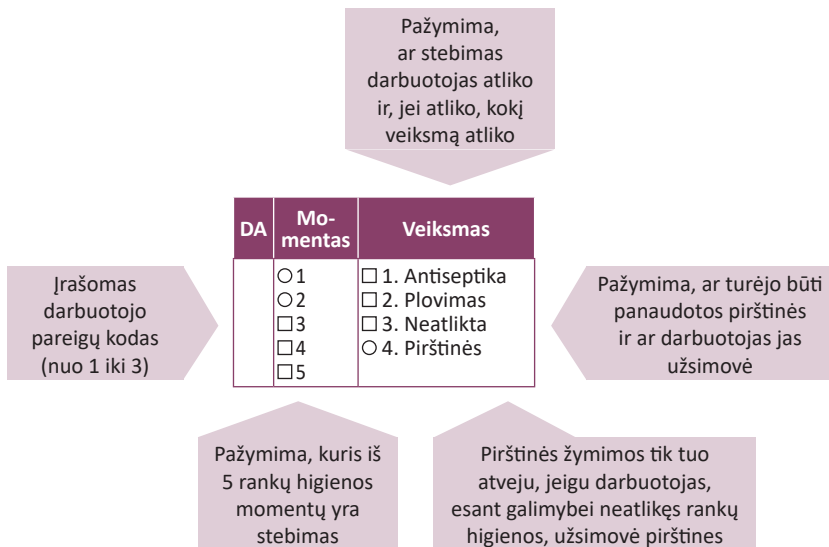 Pažymima,
ar stebimas
darbuotojas atliko
ir, jei atliko, kokį
veiksmą atliko
DA
Mo-
mentas
Veiksmas
1
2
3
4
5
1. Antiseptika
2. Plovimas
3. Neatlikta
4. Pirštinės
Įrašomas
darbuotojo
pareigų kodas
(nuo 1 iki 3)
Pažymima, ar turėjo būti
panaudotos pirštinės
ir ar darbuotojas jas
užsimovė
Pažymima, kuris iš
5 rankų higienos
momentų yra
stebimas
Pirštinės žymimos tik tuo
atveju, jeigu darbuotojas,
esant galimybei neatlikęs rankų
higienos, užsimovė pirštines